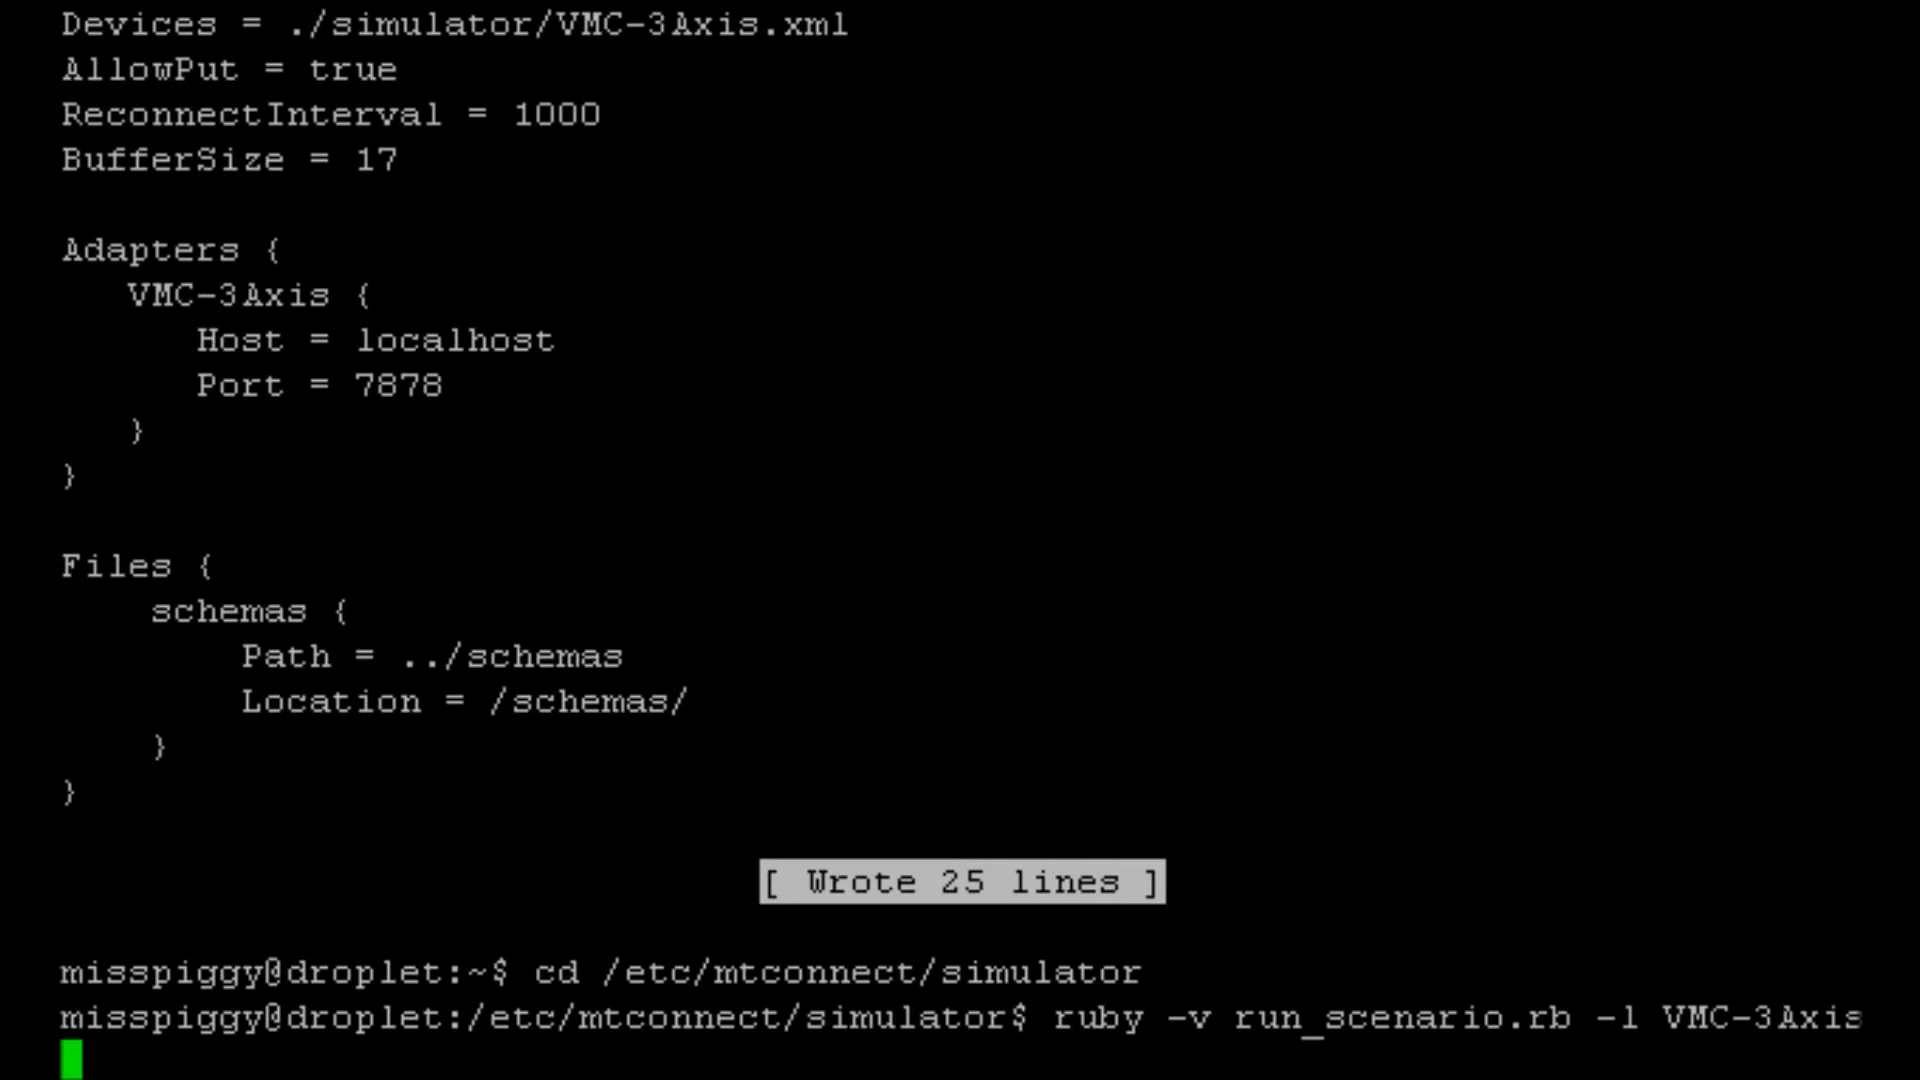 Devices = ./simulator/VMC-3Axis.xml
AllowPut = true
ReconnectInterval = 1000
BufferSize = 17
Adapters {
VMC-3Axis {
Host = localhost
Port = 7878
}
}
Files {
schemas {
Path = ../schemas
Location = /schemas/
}
}
[ Wrote 25 lines ]
misspiggy@droplet:~$ cd /etc/mtconnect/simulator
misspiggy@droplet:/etc/mtconnect/simulator$ ruby -v run_scenario.rb -l VMC-3Axis